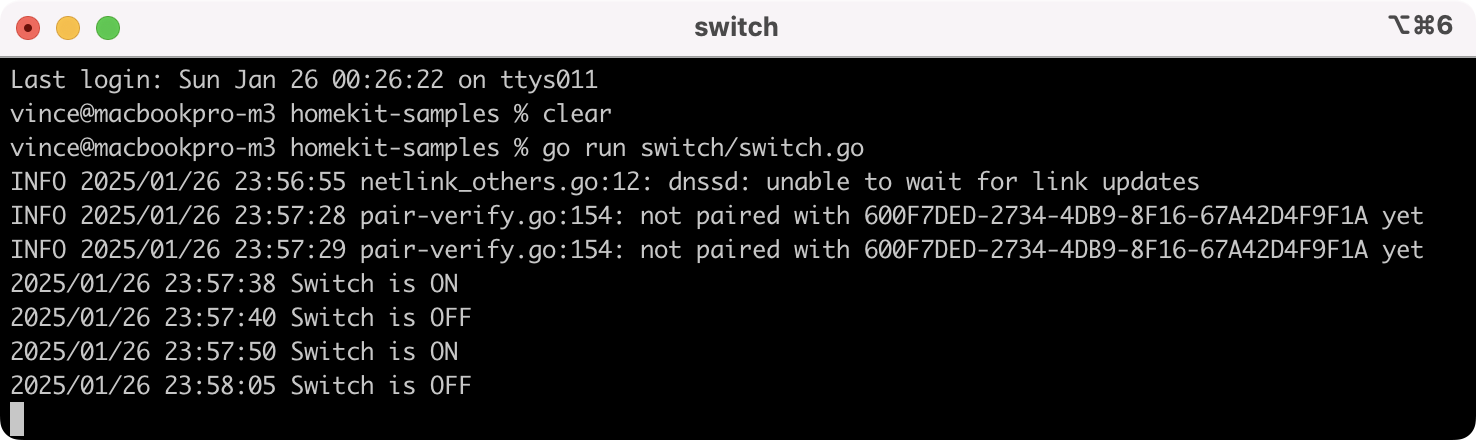 switch
⌥⌘6
Last login: Sun Jan 26 00:26:22 on ttys011
vince@macbookpro-m3 homekit-samples % clear
vince@macbookpro-m3 homekit-samples % go run switch/switch.go
INFO 2025/01/26 23:56:55 netlink_others.go:12: dnssd: unable to wait for link updates
INFO 2025/01/26 23:57:28 pair-verify.go:154: not paired with 600F7DED-2734-4DB9-8F16-67A42D4F9F1A yet
INFO 2025/01/26 23:57:29 pair-verify.go:154: not paired with 600F7DED-2734-4DB9-8F16-67A42D4F9F1A yet
2025/01/26 23:57:38 Switch is ON
2025/01/26 23:57:40 Switch is OFF
2025/01/26 23:57:50 Switch is ON
2025/01/26 23:58:05 Switch is OFF